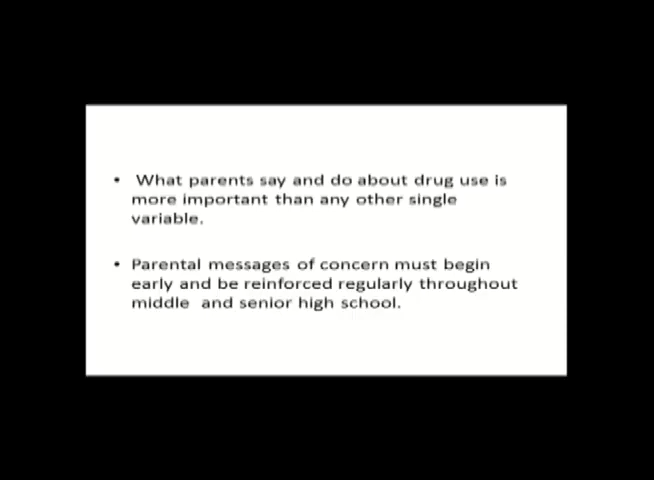 • What parents say and do about drug use is
more important than any other single
variable.
• Parental messages of concern must begin
early and be reinforced regularly throughout
middle and senior high school.